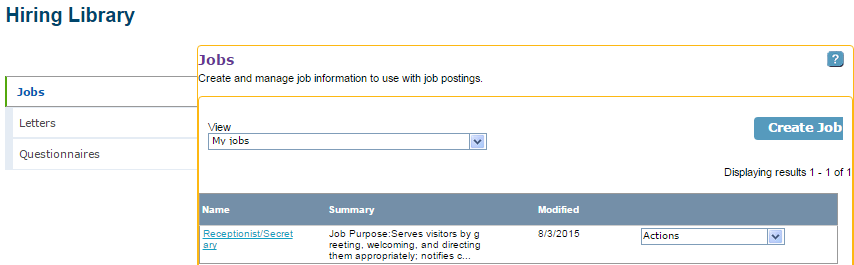 Hiring Library
Jobs
?
Create and manage job information to use with job postings.
Jobs
Letters
Questionnaires
View
My jobs
Create Job
Displaying results 1 - 1 of 1
Name Summary Modified
Receptionist/Secret Job Purpose:Serves visitors by g 8/3/2015 Actions
ary reeting, welcoming, and directing
them appropriately; notifies c...